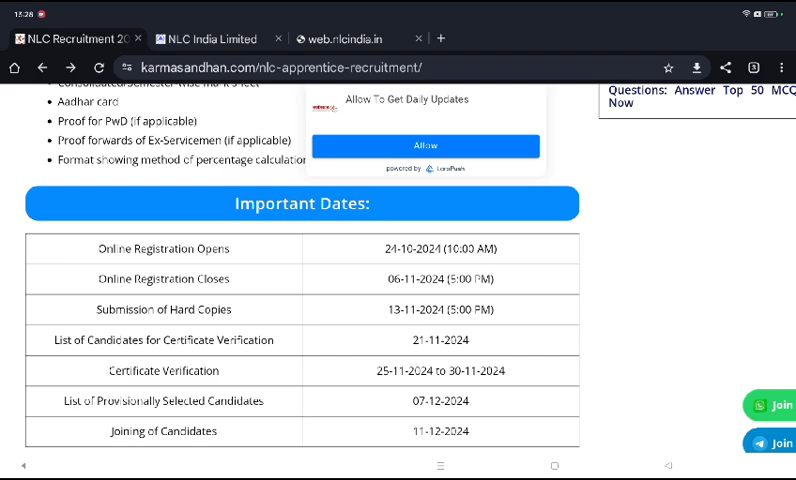 13:28
NLC Recruitment 20
NLC India Limited
web.nlcindia.in
karmasandhan.com/nlc-apprentice-recruitment/
Consolidated/Semester-wise mark sheet
Aadhar card
Proof for PwD (if applicable)
Proof forwards of Ex-Servicemen (if applicable)
Format showing method of percentage calculation
Allow To Get Daily Updates
Allow
powered by LaraPush
Questions: Answer Top 50 MCQ
Now
Important Dates:
Online Registration Opens 24-10-2024 (10:00 AM)
Online Registration Closes 06-11-2024 (5:00 PM)
Submission of Hard Copies 13-11-2024 (5:00 PM)
List of Candidates for Certificate Verification 21-11-2024
Certificate Verification 25-11-2024 to 30-11-2024
List of Provisionally Selected Candidates 07-12-2024
Joining of Candidates 11-12-2024
Join
Join